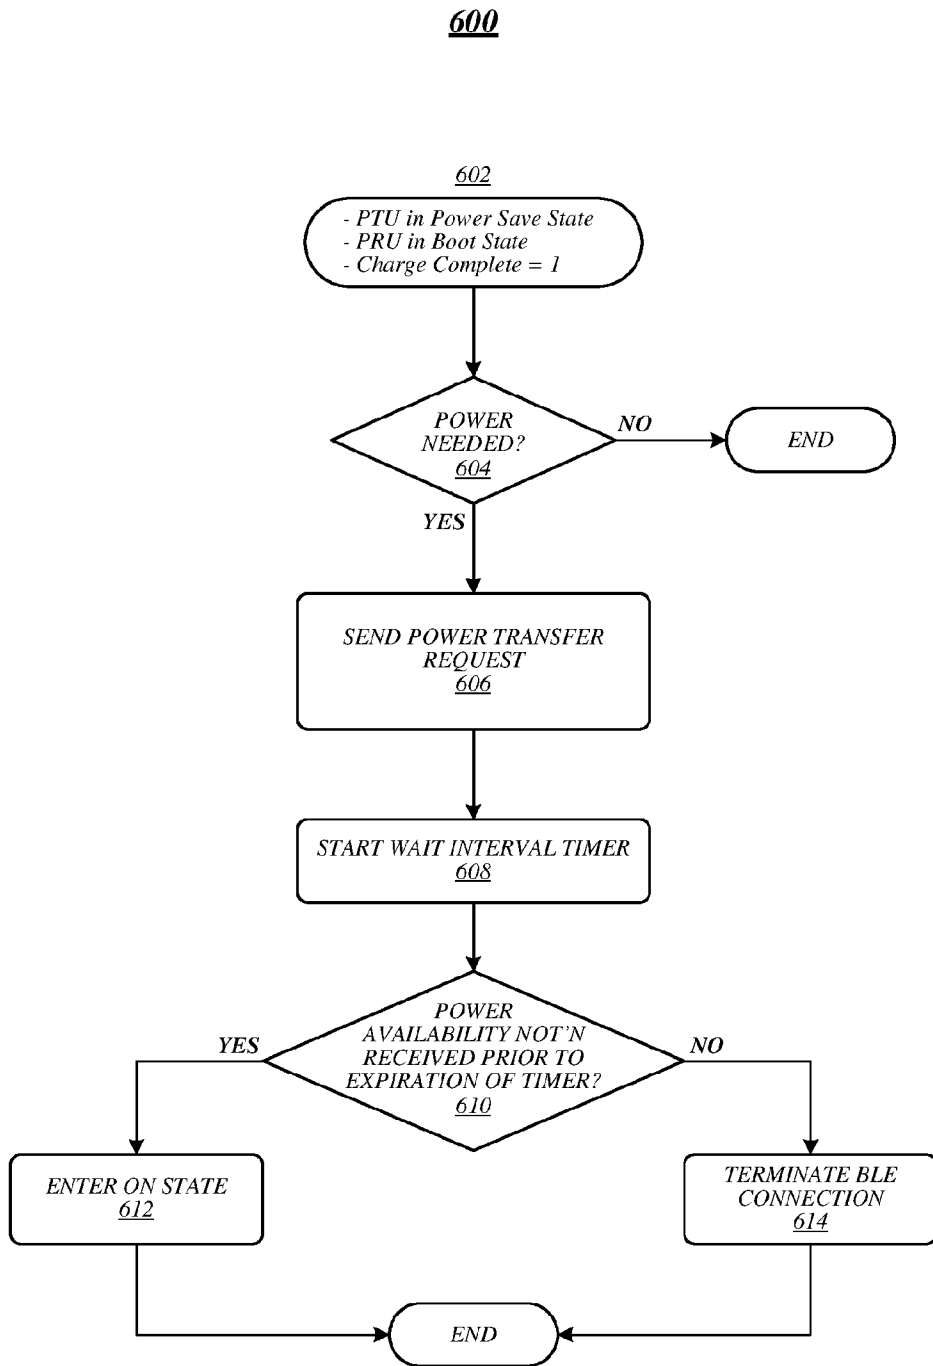 600
602
- PTU in Power Save State
- PRU in Boot State
- Charge Complete = 1
POWER
NEEDED?
604
NO
END
YES
SEND POWER TRANSFER
REQUEST
606
START WAIT INTERVAL TIMER
608
POWER
AVAILABILITY NOT'N
RECEIVED PRIOR TO
EXPIRATION OF TIMER?
610
YES
NO
ENTER ON STATE
612
TERMINATE BLE
CONNECTION
614
END